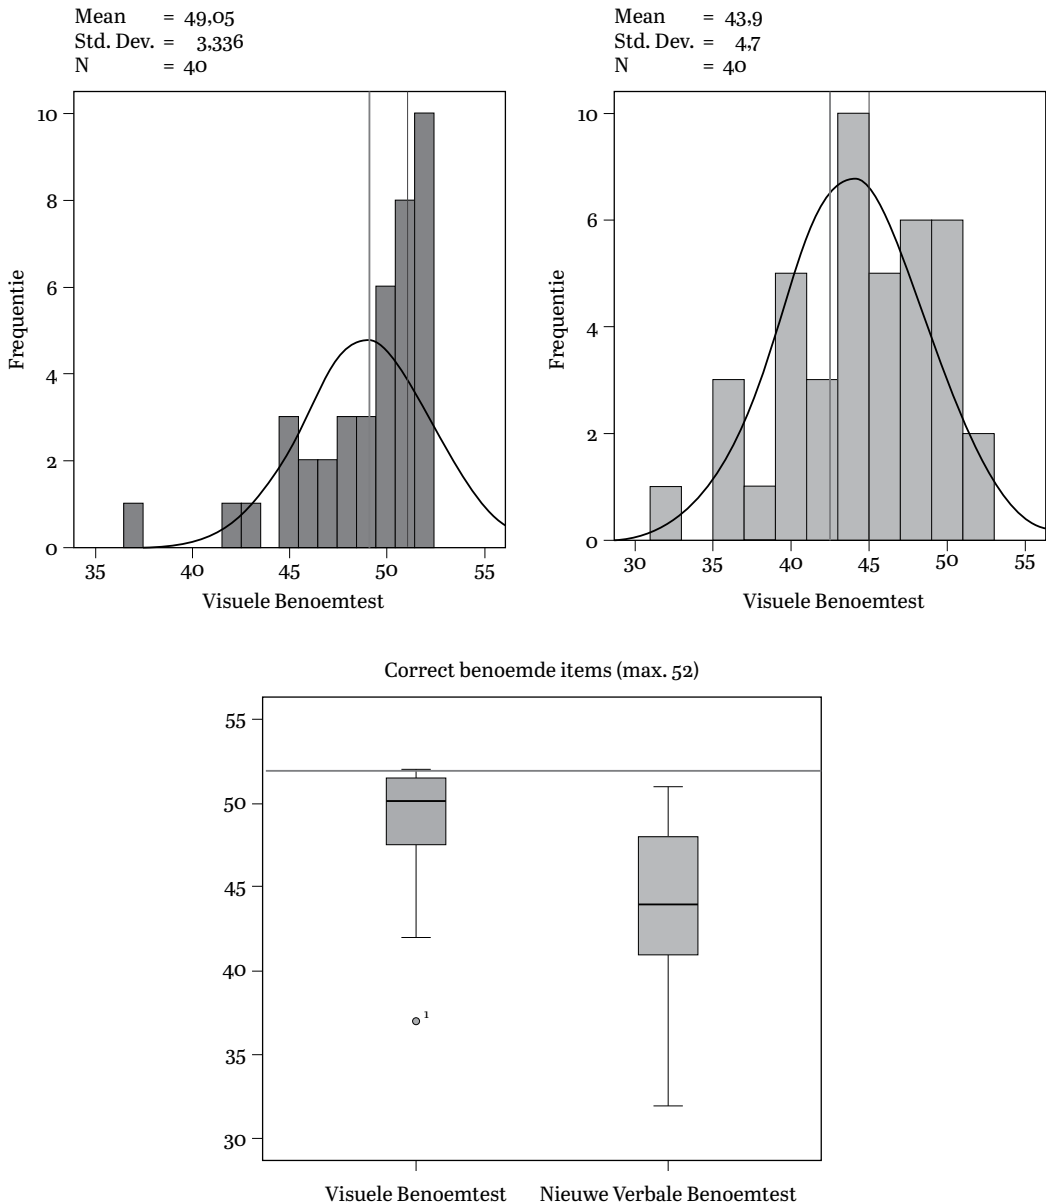 Mean = 49,05
Std. Dev. = 3,336
N = 40
10
8
6
4
2
0
Frequentie
35 40 45 50 55
Visuele Benoemtest
Mean = 43,9
Std. Dev. = 4,7
N = 40
10
6
4
2
0
Frequentie
30 35 40 45 50 55
Visuele Benoemtest
Correct benoemde items (max. 52)
55
50
45
40
35
30
1
Visuele Benoemtest Nieuwe Verbale Benoemtest